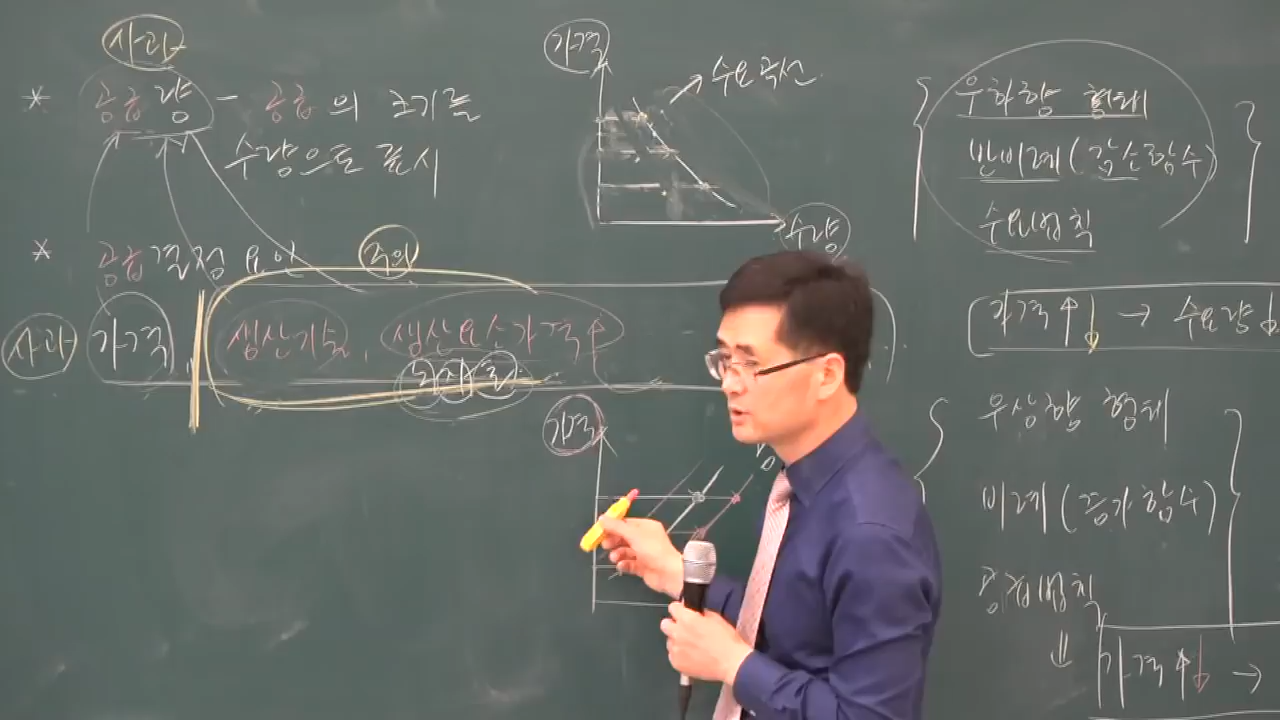 사과
* 공급량 - 공급의 크기를
수량으로 표시
* 공급결정 요인
주의
사과 가격, 생산기술, 생산요소가격↑
가격
수요곡선
수량
가격
우하향 형태
반비례(감소함수)
수요법칙
가격↑↓ → 수요량↓
우상향 형태
비례(증가함수)
공급법칙
⇓
가격↑↓ →